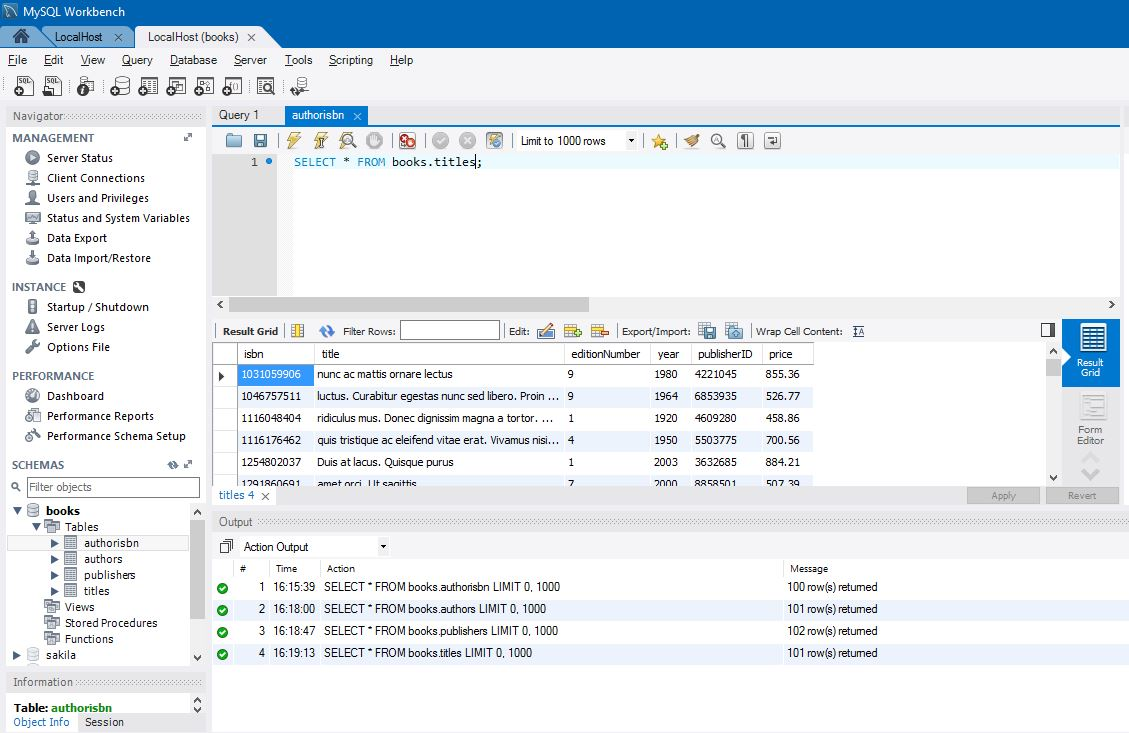 MySQL Workbench
LocalHost
LocalHost (books)
File Edit View Query Database Server Tools Scripting Help
Navigator
MANAGEMENT
Server Status
Client Connections
Users and Privileges
Status and System Variables
Data Export
Data Import/Restore
INSTANCE
Startup / Shutdown
Server Logs
Options File
PERFORMANCE
Dashboard
Performance Reports
Performance Schema Setup
SCHEMAS
Filter objects
books
Tables
authorisbn
authors
publishers
titles
Views
Stored Procedures
Functions
sakila
Information
Table: authorisbn
Object Info Session
Query 1 authorisbn
Limit to 1000 rows
1 SELECT * FROM books.titles;
Result Grid Filter Rows: Edit: Export/Import: Wrap Cell Content:
isbn title editionNumber year publisherID price
1031059906 nunc ac mattis ornare lectus 9 1980 4221045 855.36
1046757511 luctus. Curabitur egestas nunc sed libero. Proin ... 9 1964 6853935 526.77
1116048404 ridiculus mus. Donec dignissim magna a tortor. ... 1 1920 4609280 458.86
1116176462 quis tristique ac eleifend vitae erat. Vivamus nisi... 4 1950 5503775 700.56
1254802037 Duis at lacus. Quisque purus 1 2003 3632685 884.21
1291860691 amet orci. Ut sagittis 7 2000 8858501 507.39
Result Grid
Form Editor
titles 4
Apply Revert
Output
Action Output
# Time Action Message
1 16:15:39 SELECT * FROM books.authorisbn LIMIT 0, 1000 100 row(s) returned
2 16:18:00 SELECT * FROM books.authors LIMIT 0, 1000 101 row(s) returned
3 16:18:47 SELECT * FROM books.publishers LIMIT 0, 1000 102 row(s) returned
4 16:19:13 SELECT * FROM books.titles LIMIT 0, 1000 101 row(s) returned